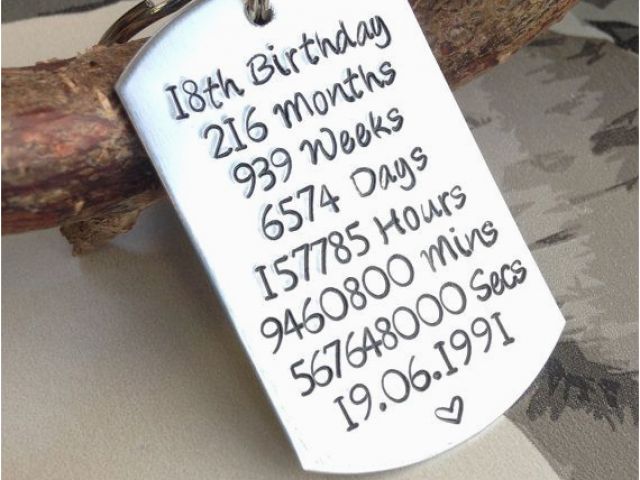 18th Birthday
216 Months
939 Weeks
6574 Days
157785 Hours
9460800 Mins
567648000 Secs
19.06.1991